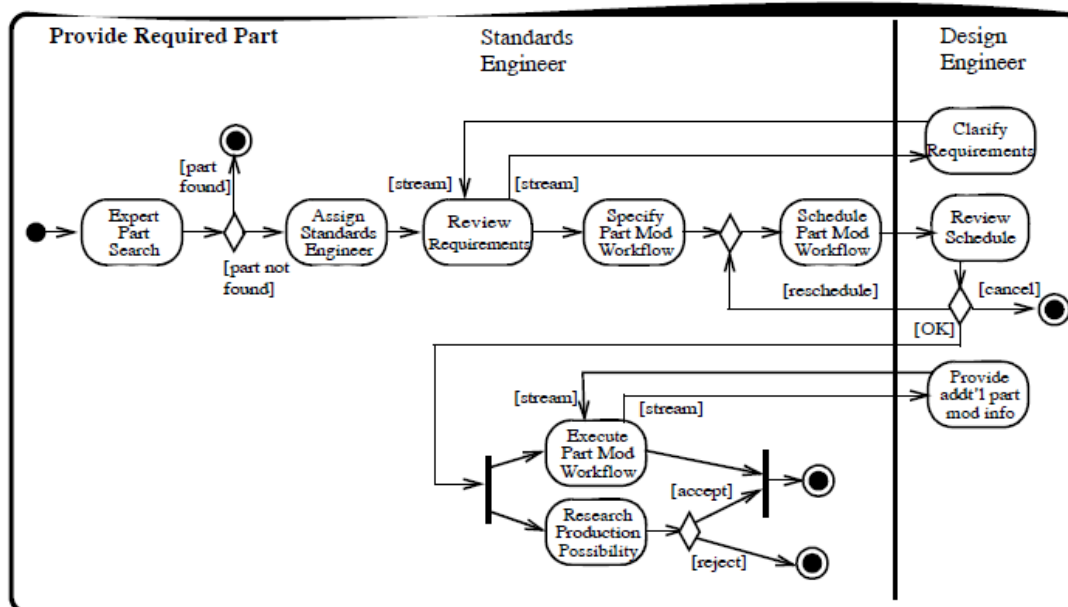 Provide Required Part
Standards
Engineer
Design
Engineer
Clarify
Requirements
[part
found]
[stream]
[stream]
Expert
Part
Search
Assign
Standards
Engineer
Review
Requirements
Specify
Part Mod
Workflow
Schedule
Part Mod
Workflow
Review
Schedule
[part not
found]
[reschedule]
[cancel]
[OK]
[stream]
[stream]
Provide
addt'l part
mod info
Execute
Part Mod
Workflow
[accept]
Research
Production
Possibility
[reject]